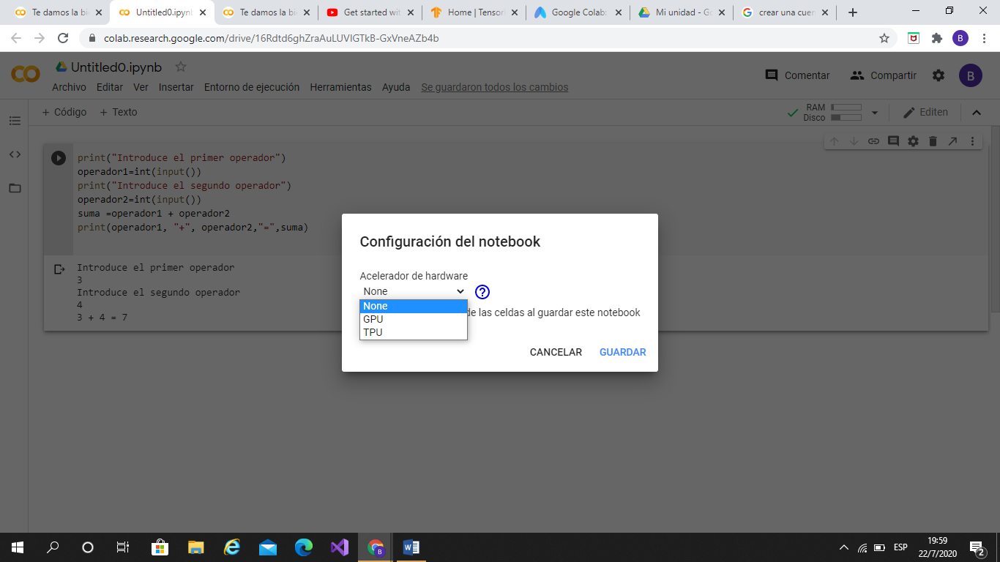 Te damos la bi
Untitled0.ipynl
Te damos la bi
Get started wit
Home | Tensor
Google Colab
Mi unidad - Go
crear una cuen
colab.research.google.com/drive/16Rdtd6ghZraAuLUVIGTkB-GxVneAZb4b
B
Untitled0.ipynb
Comentar
Compartir
B
Archivo Editar Ver Insertar Entorno de ejecución Herramientas Ayuda Se guardaron todos los cambios
+ Código + Texto
RAM
Disco
Editen
print("Introduce el primer operador")
operador1=int(input())
print("Introduce el segundo operador")
operador2=int(input())
suma =operador1 + operador2
print(operador1, "+", operador2,"=",suma)
Introduce el primer operador
3
Introduce el segundo operador
4
3 + 4 = 7
Configuración del notebook
Acelerador de hardware
None
?
None
GPU
TPU
de las celdas al guardar este notebook
CANCELAR GUARDAR
B
W
ESP
19:59
22/7/2020
2